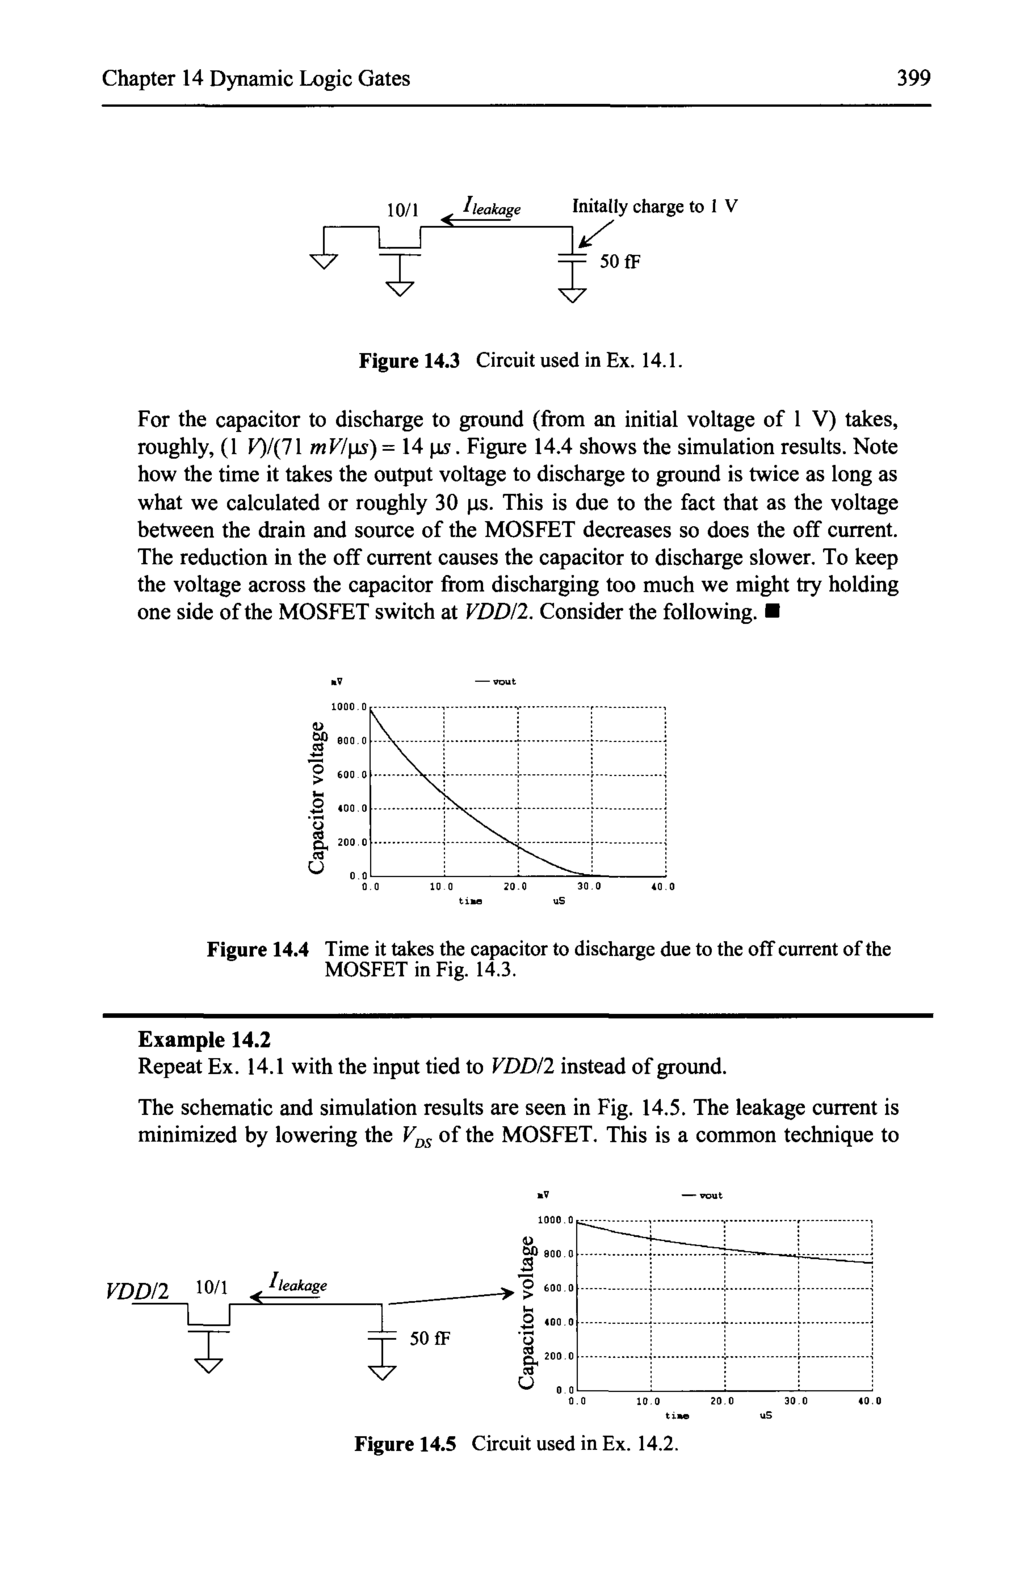 Chapter 14 Dynamic Logic Gates 399
10/1 Ileakage Initally charge to 1 V
50 fF
Figure 14.3 Circuit used in Ex. 14.1.
For the capacitor to discharge to ground (from an initial voltage of 1 V) takes,
roughly, (1 V)/(71 mV/µs) = 14 µs. Figure 14.4 shows the simulation results. Note
how the time it takes the output voltage to discharge to ground is twice as long as
what we calculated or roughly 30 µs. This is due to the fact that as the voltage
between the drain and source of the MOSFET decreases so does the off current.
The reduction in the off current causes the capacitor to discharge slower. To keep
the voltage across the capacitor from discharging too much we might try holding
one side of the MOSFET switch at VDD/2. Consider the following. ■
mV vout
Capacitor voltage
1000.0
800.0
600.0
400.0
200.0
0.0
0.0 10.0 20.0 30.0 40.0
time uS
Figure 14.4 Time it takes the capacitor to discharge due to the off current of the
MOSFET in Fig. 14.3.
Example 14.2
Repeat Ex. 14.1 with the input tied to VDD/2 instead of ground.
The schematic and simulation results are seen in Fig. 14.5. The leakage current is
minimized by lowering the VDS of the MOSFET. This is a common technique to
VDD/2 10/1 Ileakage
50 fF
mV vout
Capacitor voltage
1000.0
800.0
600.0
400.0
200.0
0.0
0.0 10.0 20.0 30.0 40.0
time uS
Figure 14.5 Circuit used in Ex. 14.2.